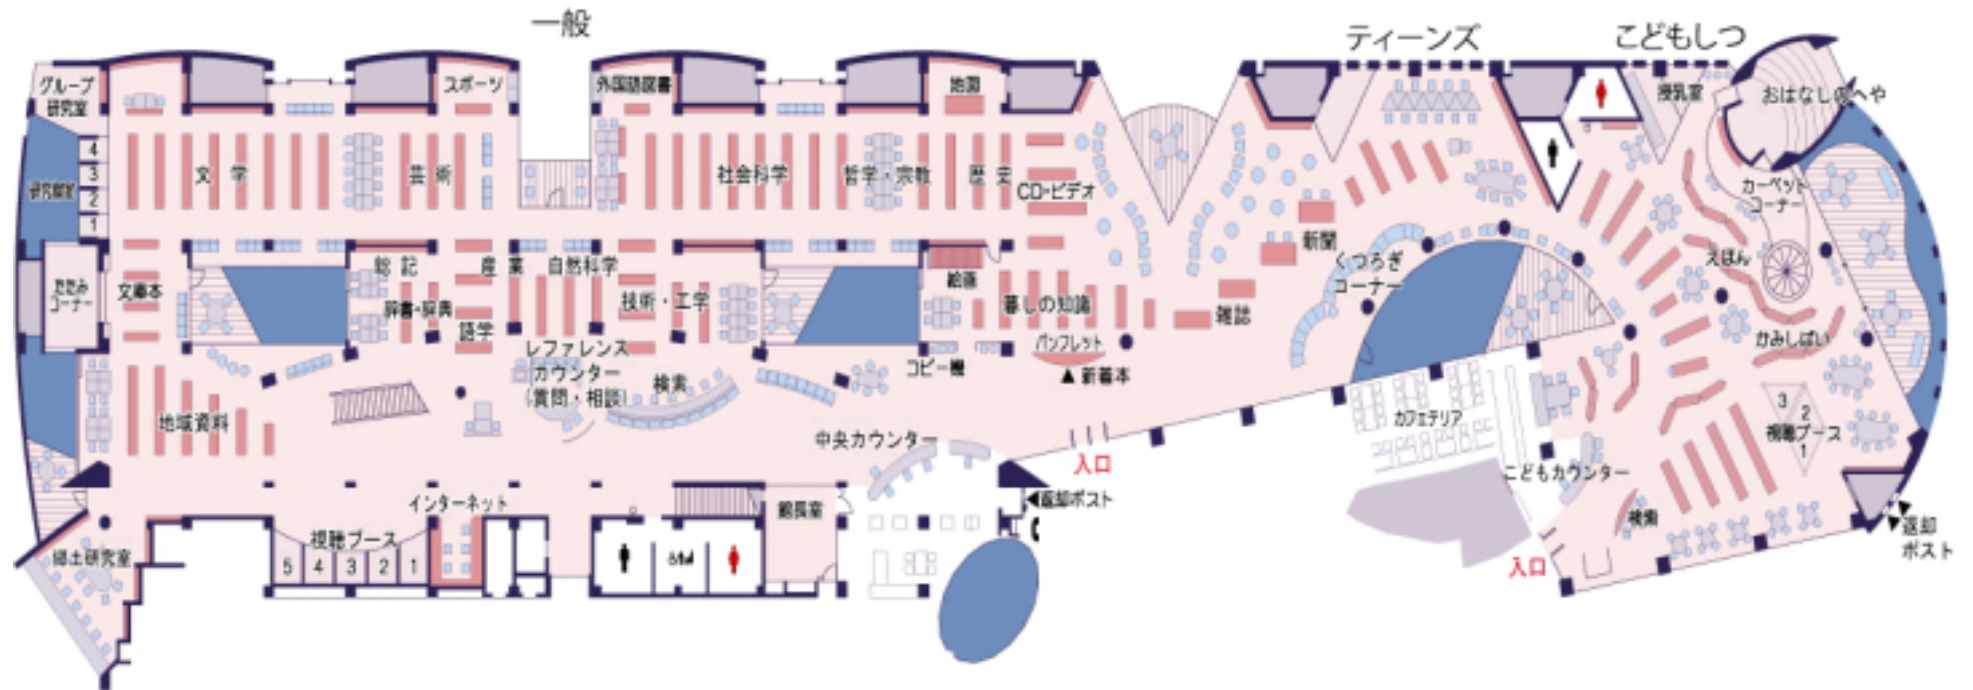 一般
ティーンズ
こどもしつ
グループ
研究室
スポーツ
外国語図書
地図
授乳室
おはなしのへや
4
3
2
1
研究個室
文学
芸術
社会科学
哲学・宗教
歴史
CD・ビデオ
カーペット
コーナー
新聞
くつろぎ
コーナー
えほん
たたみ
コーナー
文庫本
総記
産業
自然科学
辞書・辞典
語学
技術・工学
絵画
暮しの知識
雑誌
パンフレット
▲新着本
かみしばい
レファレンス
カウンター
(質問・相談)
検索
コピー機
地域資料
中央カウンター
入口
カフェテリア
3
2
視聴ブース
1
こどもカウンター
インターネット
館長室
◀返却ポスト
検索
返却
ポスト
郷土研究室
視聴ブース
5
4
3
2
1
入口